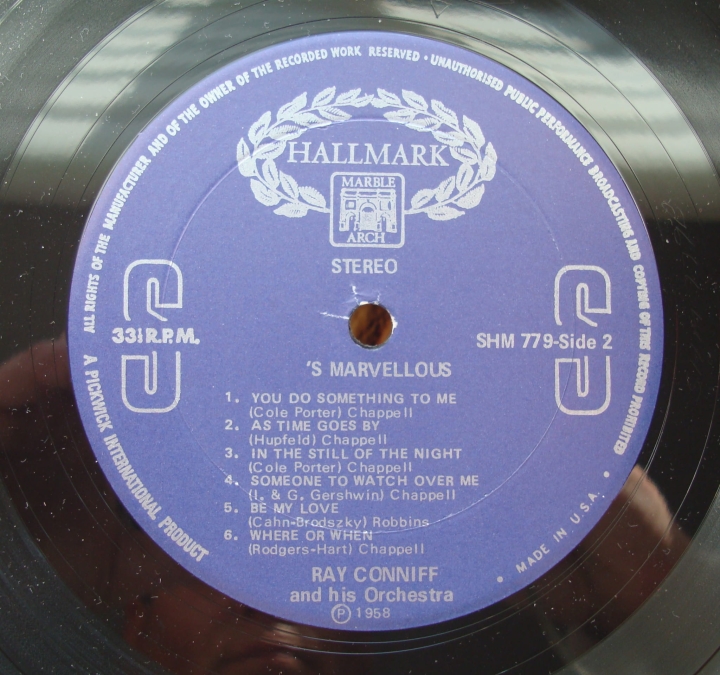 ALL RIGHTS OF THE MANUFACTURER AND OF THE OWNER OF THE RECORDED WORK RESERVED · UNAUTHORISED PUBLIC PERFORMANCE BROADCASTING AND COPYING OF THIS RECORD PROHIBITED
HALLMARK
MARBLE
ARCH
STEREO
33⅓ R.P.M.
SHM 779-Side 2
'S MARVELLOUS
1. YOU DO SOMETHING TO ME
(Cole Porter) Chappell
2. AS TIME GOES BY
(Hupfeld) Chappell
3. IN THE STILL OF THE NIGHT
(Cole Porter) Chappell
4. SOMEONE TO WATCH OVER ME
(I. & G. Gershwin) Chappell
5. BE MY LOVE
(Cahn-Brodszky) Robbins
6. WHERE OR WHEN
(Rodgers-Hart) Chappell
RAY CONNIFF
and his Orchestra
Ⓟ 1958
A PICKWICK INTERNATIONAL PRODUCT
• MADE IN U.S.A. •